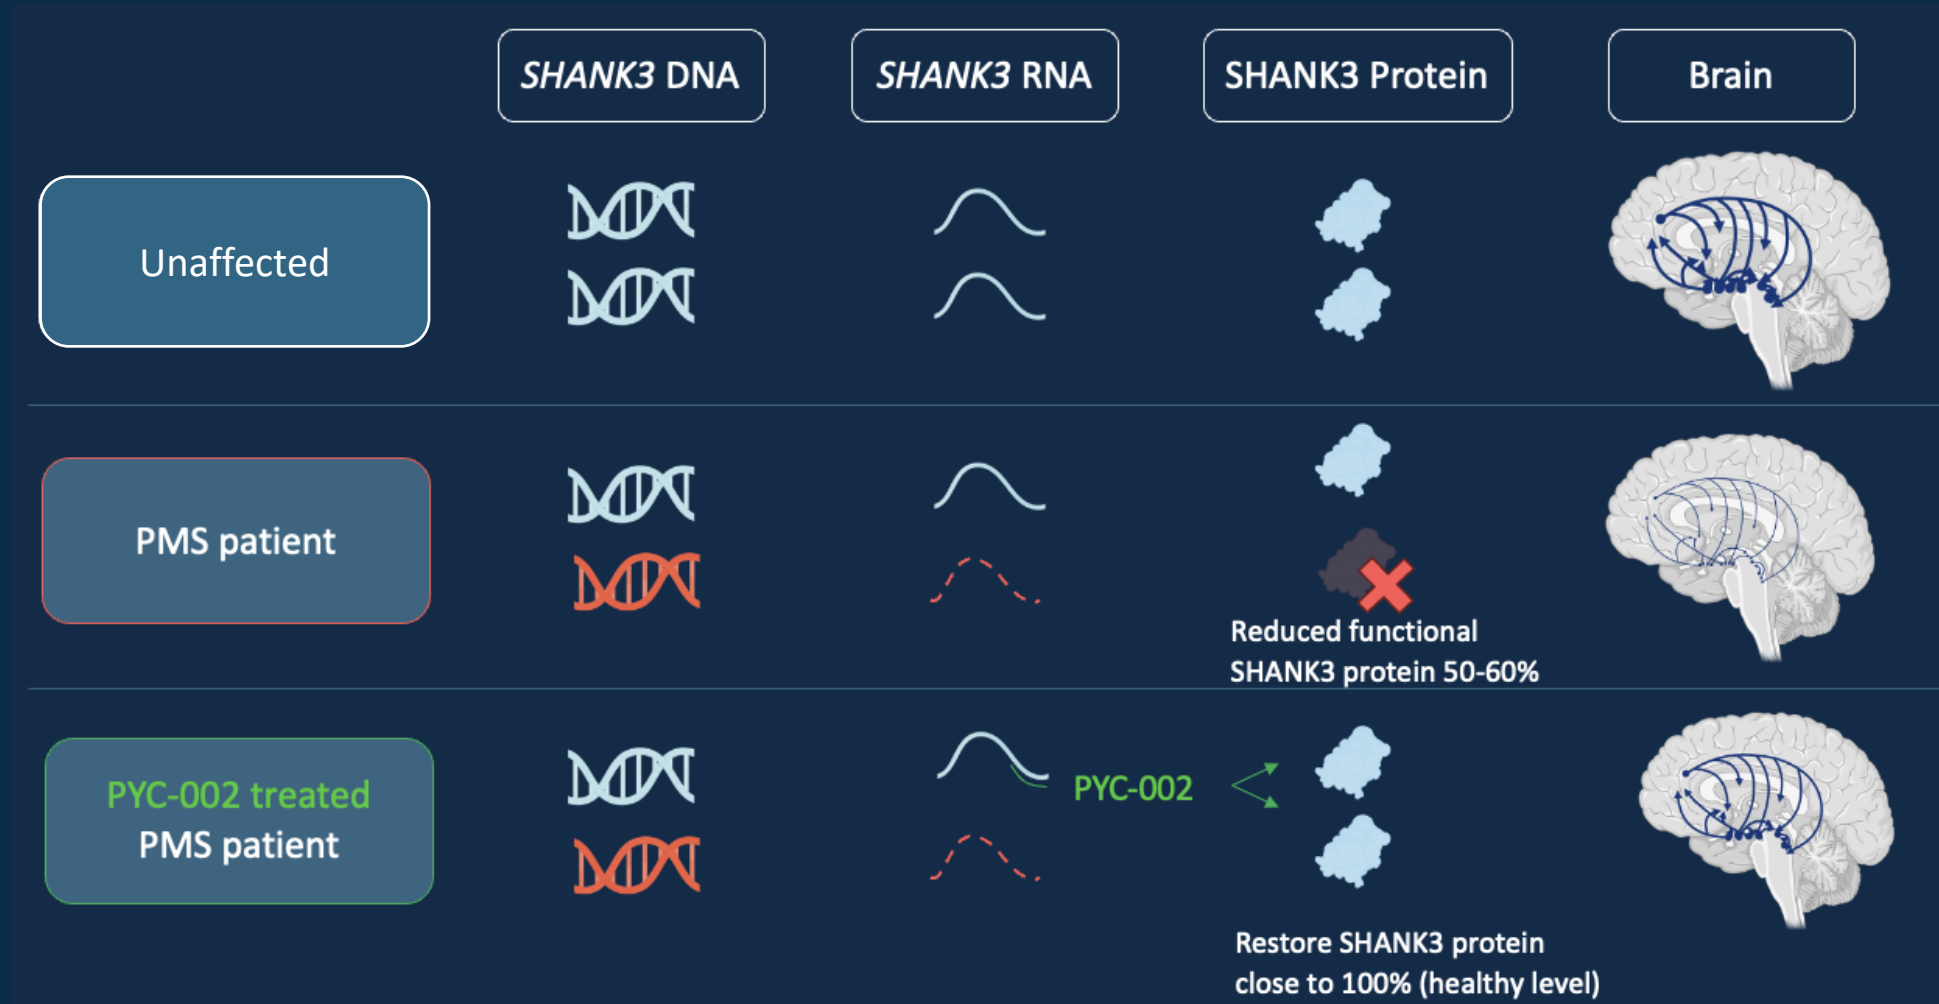 SHANK3 DNA
SHANK3 RNA
SHANK3 Protein
Brain
Unaffected
PMS patient
Reduced functional
SHANK3 protein 50-60%
PYC-002 treated
PMS patient
PYC-002
Restore SHANK3 protein
close to 100% (healthy level)